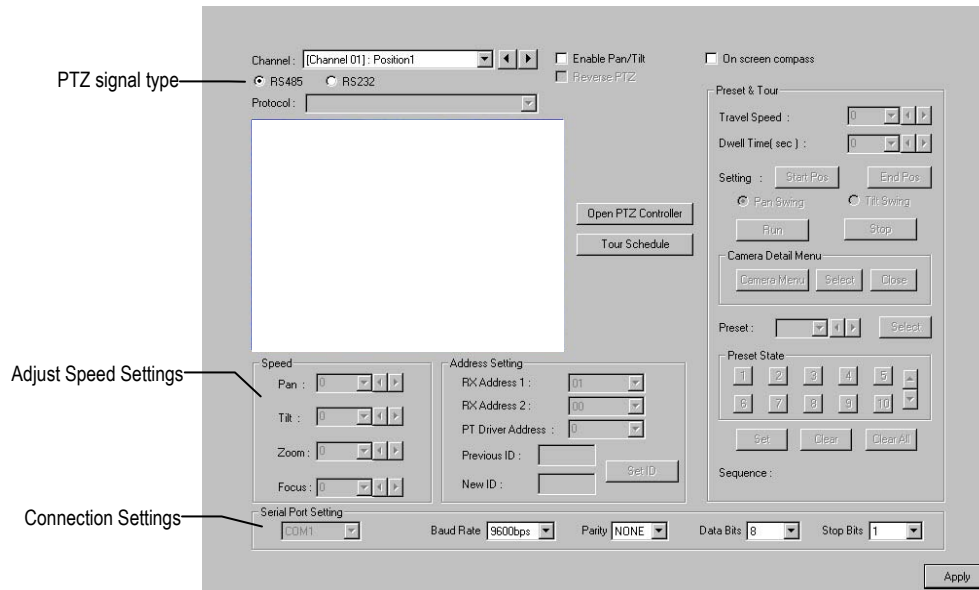 Channel : [Channel 01] : Position1
Enable Pan/Tilt
On screen compass
PTZ signal type
RS485 RS232
Reverse PTZ
Protocol :
Preset & Tour
Travel Speed : 0
Dwell Time( sec ) : 0
Setting : Start Pos End Pos
Pan Swing Tilt Swing
Run Stop
Open PTZ Controller
Tour Schedule
Camera Detail Menu
Camera Menu Select Close
Preset : Select
Preset State
1 2 3 4 5
6 7 8 9 10
Set Clear Clear All
Sequence :
Adjust Speed Settings
Speed
Pan : 0
Tilt : 0
Zoom : 0
Focus : 0
Address Setting
RX Address 1 : 01
RX Address 2 : 00
PT Driver Address : 0
Previous ID :
New ID :
Set ID
Connection Settings
Serial Port Setting
COM1 Baud Rate 9600bps Parity NONE Data Bits 8 Stop Bits 1
Apply